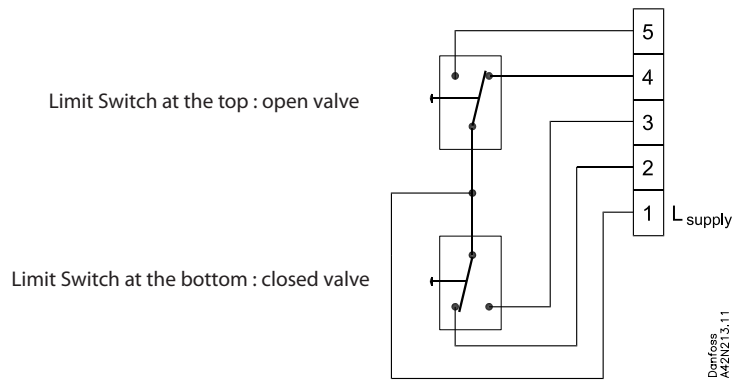 5
Limit Switch at the top : open valve
4
3
2
1 L supply
Limit Switch at the bottom : closed valve
Danfoss
A42N213.11